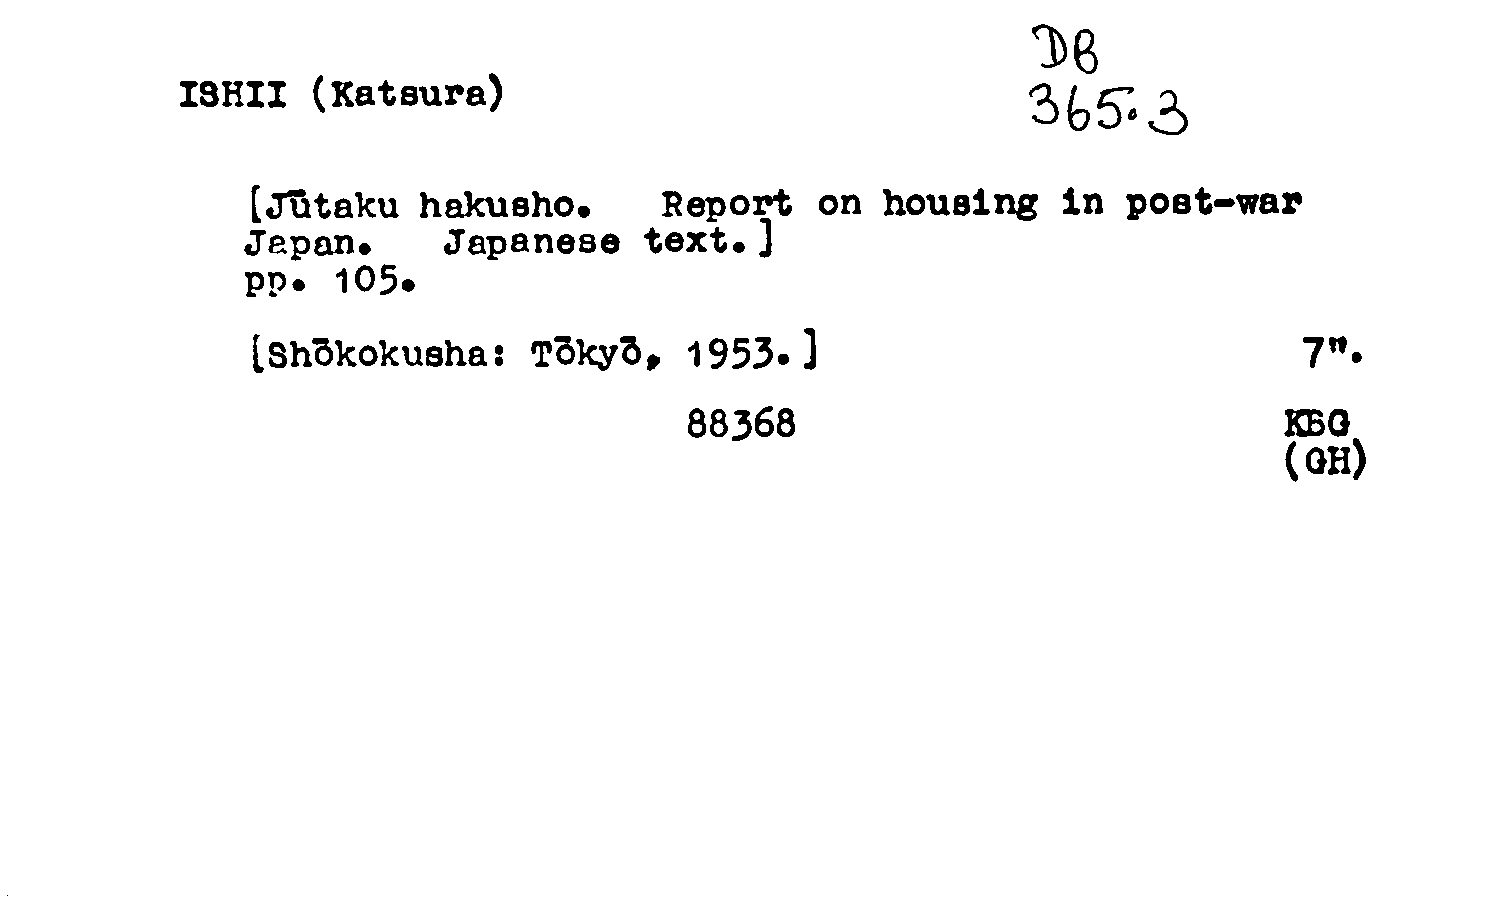 DB
ISHII (Katsura)
365.3
[Jūtaku hakusho. Report on housing in post-war
Japan. Japanese text.]
pp. 105.
[Shōkokusha: Tōkyō, 1953.] 7".
88368 KBG
(GH)